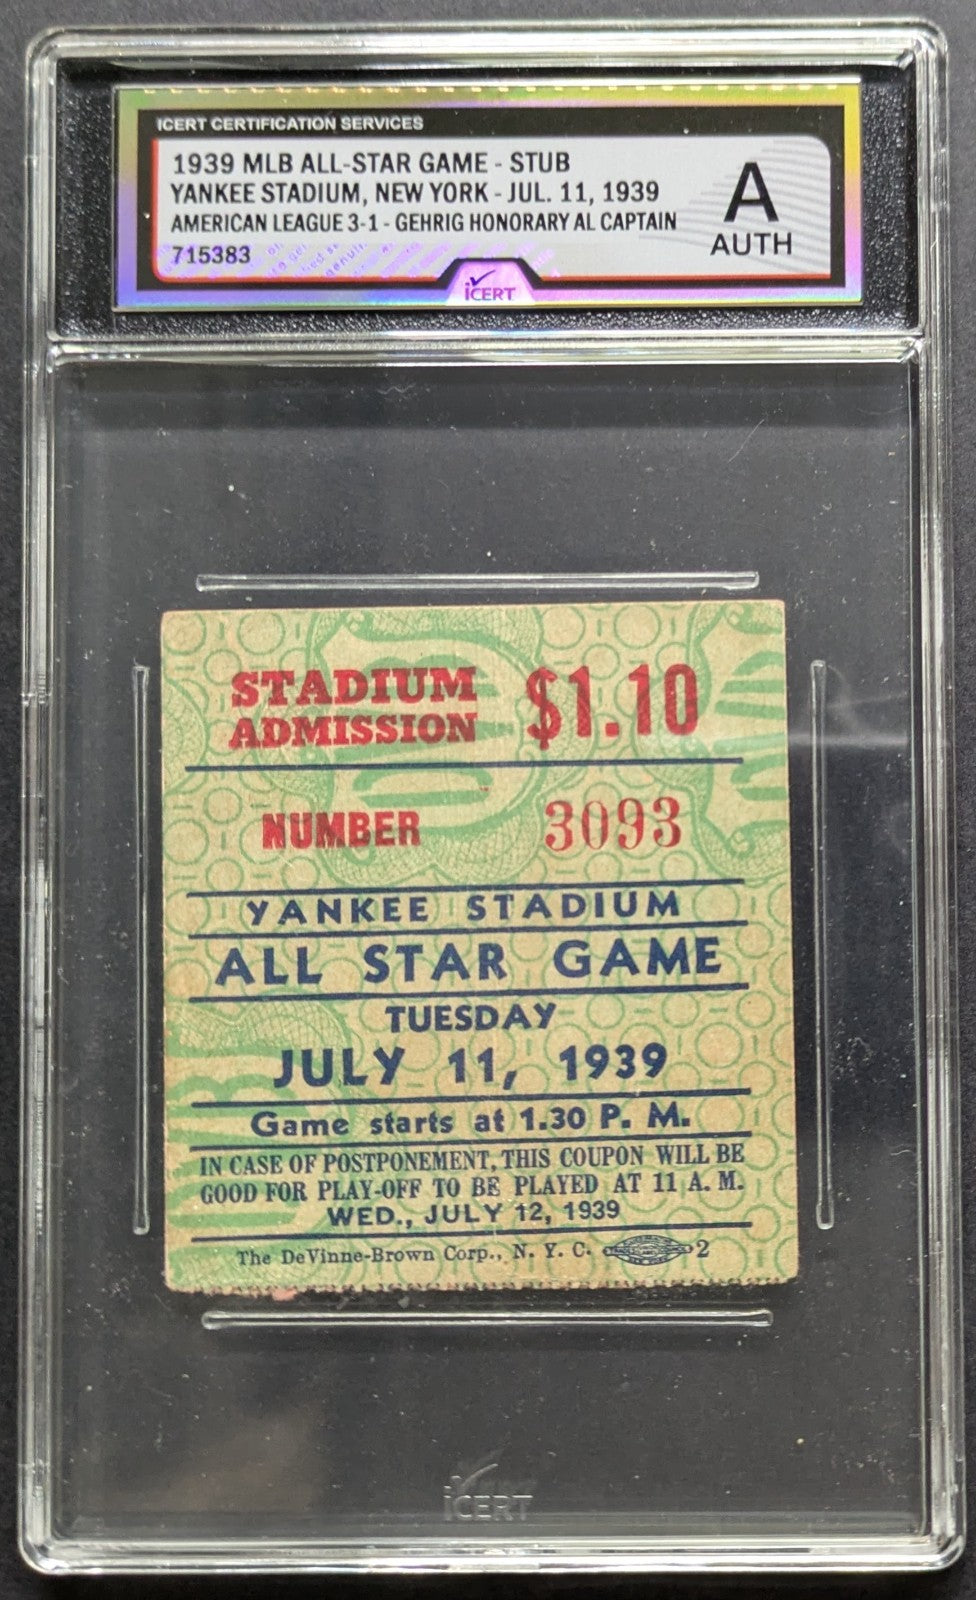 ICERT CERTIFICATION SERVICES
1939 MLB ALL-STAR GAME - STUB
YANKEE STADIUM, NEW YORK - JUL. 11, 1939
AMERICAN LEAGUE 3-1 - GEHRIG HONORARY AL CAPTAIN
715383
A
AUTH
iCERT
STADIUM
ADMISSION
$1.10
NUMBER
3093
YANKEE STADIUM
ALL STAR GAME
TUESDAY
JULY 11, 1939
Game starts at 1.30 P. M.
IN CASE OF POSTPONEMENT, THIS COUPON WILL BE
GOOD FOR PLAY-OFF TO BE PLAYED AT 11 A. M.
WED., JULY 12, 1939
The DeVinne-Brown Corp., N. Y. C. 2
iCERT